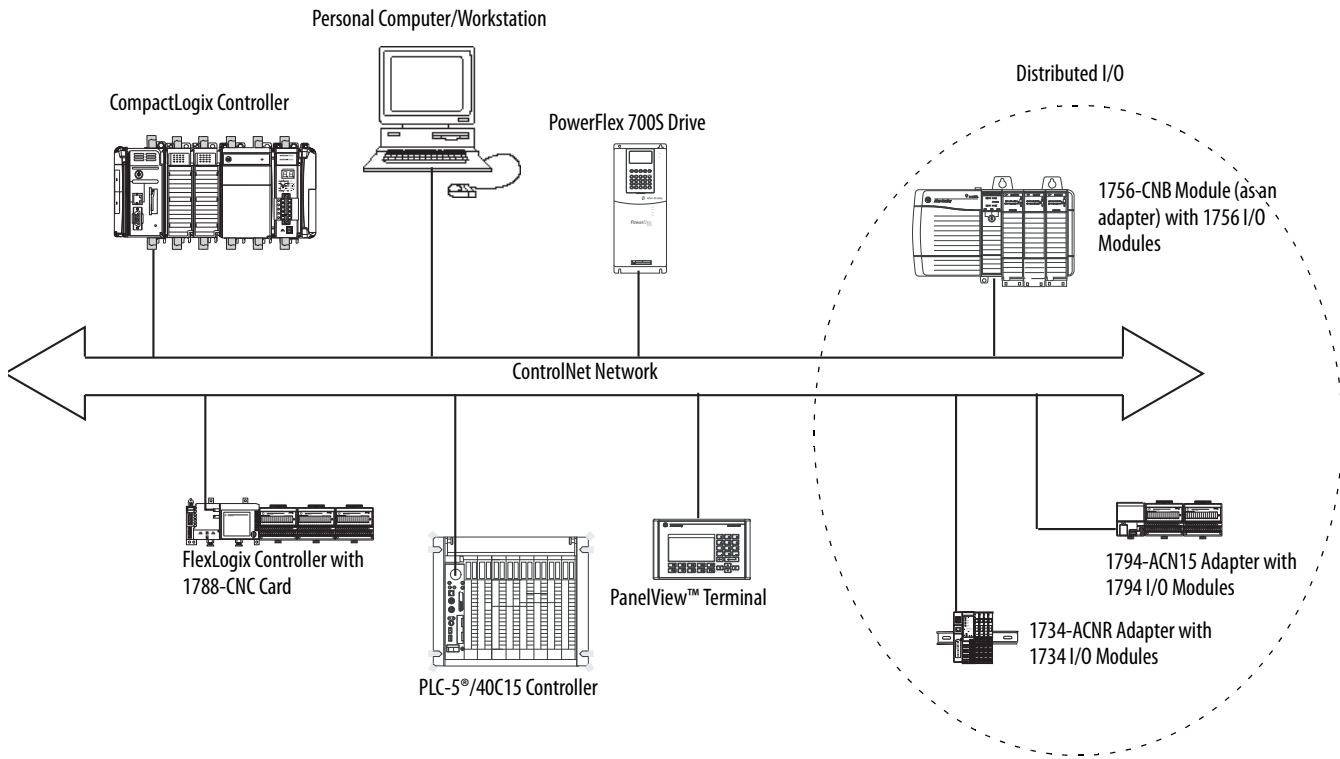 Personal Computer/Workstation
Distributed I/O
CompactLogix Controller
PowerFlex 700S Drive
1756-CNB Module (as an
adapter) with 1756 I/O
Modules
ControlNet Network
FlexLogix Controller with
1788-CNC Card
PanelView™ Terminal
1794-ACN15 Adapter with
1794 I/O Modules
1734-ACNR Adapter with
1734 I/O Modules
PLC-5®/40C15 Controller